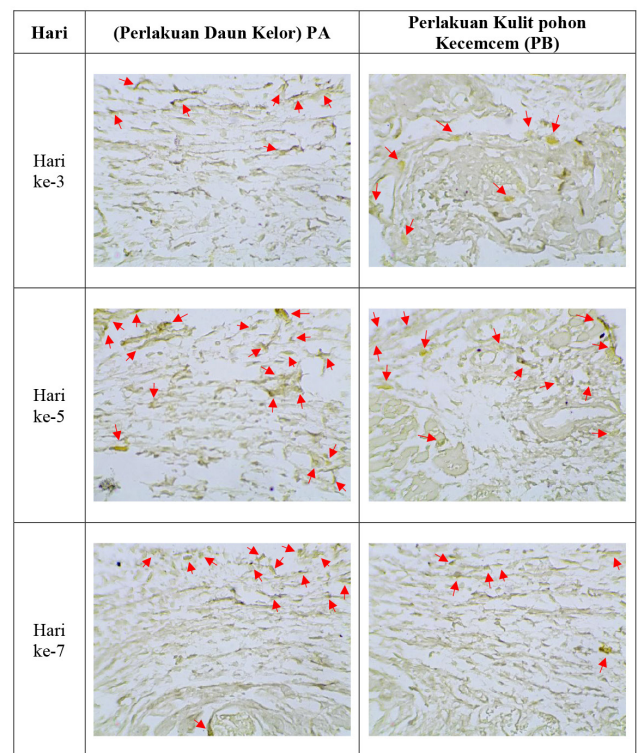 Hari
(Perlakuan Daun Kelor) PA
Perlakuan Kulit pohon
Kecemcem (PB)
Hari
ke-3
Hari
ke-5
Hari
ke-7